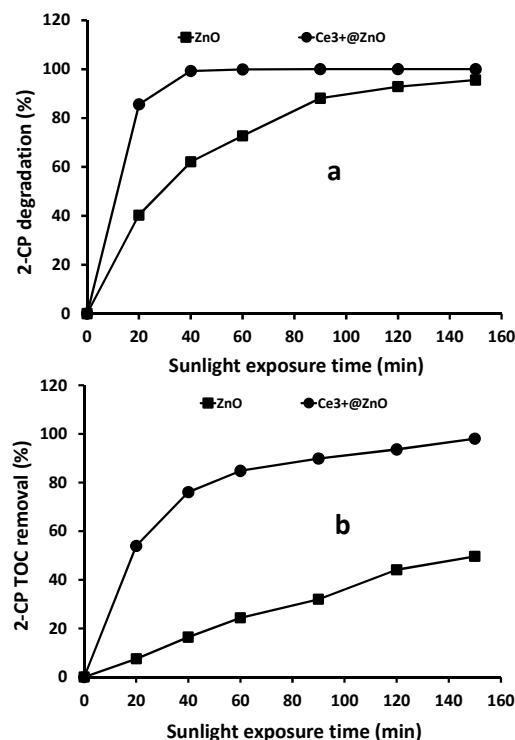 120
ZnO
Ce3+@ZnO
100
80
60
40
20
0
2-CP degradation (%)
a
0 20 40 60 80 100 120 140 160
Sunlight exposure time (min)
120
ZnO
Ce3+@ZnO
100
80
60
40
20
0
2-CP TOC removal (%)
b
0 20 40 60 80 100 120 140 160
Sunlight exposure time (min)